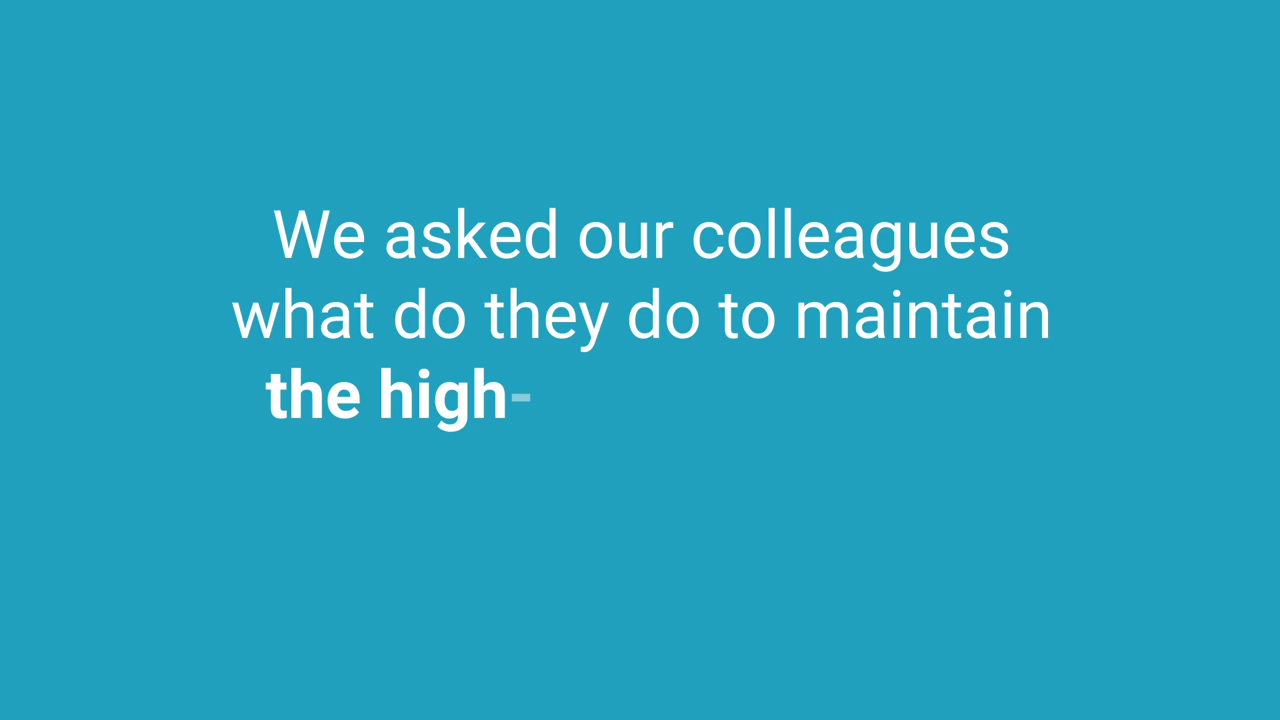 We asked our colleagues
what do they do to maintain
the high-